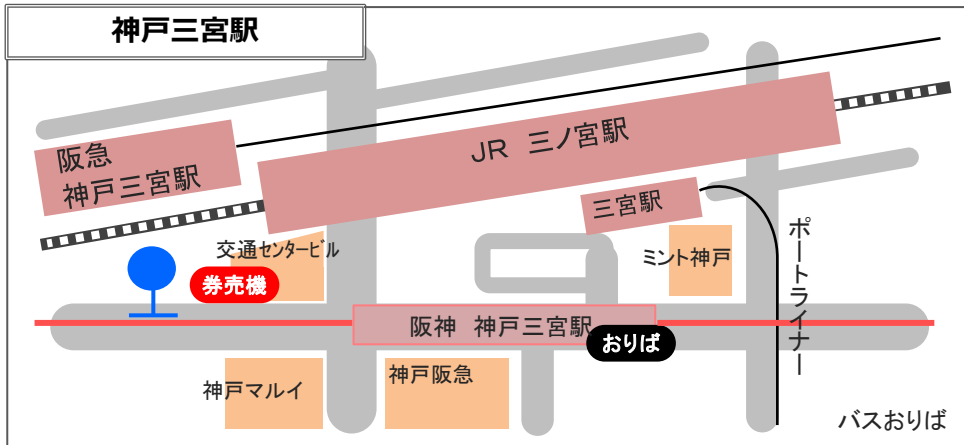 神戸三宮駅
阪急
神戸三宮駅
JR 三ノ宮駅
三宮駅
交通センタービル
ミント神戸
ポートライナー
券売機
阪神 神戸三宮駅
おりば
神戸マルイ
神戸阪急
バスおりば